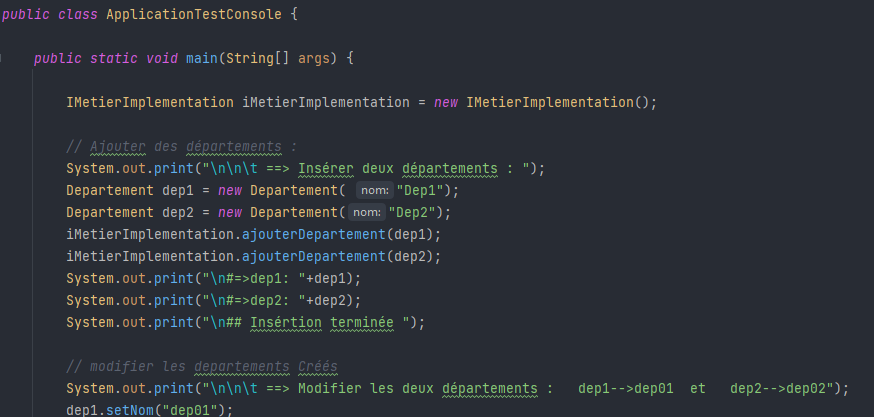 public class ApplicationTestConsole {
public static void main(String[] args) {
IMetierImplementation iMetierImplementation = new IMetierImplementation();
// Ajouter des départements :
System.out.print("\n\n\t ==> Insérer deux départements : ");
Departement dep1 = new Departement( nom: "Dep1");
Departement dep2 = new Departement( nom: "Dep2");
iMetierImplementation.ajouterDepartement(dep1);
iMetierImplementation.ajouterDepartement(dep2);
System.out.print("\n#=>dep1: "+dep1);
System.out.print("\n#=>dep2: "+dep2);
System.out.print("\n## Insértion terminée ");
// modifier les departements Créés
System.out.print("\n\n\t ==> Modifier les deux départements :   dep1-->dep01  et   dep2-->dep02");
dep1.setNom("dep01");